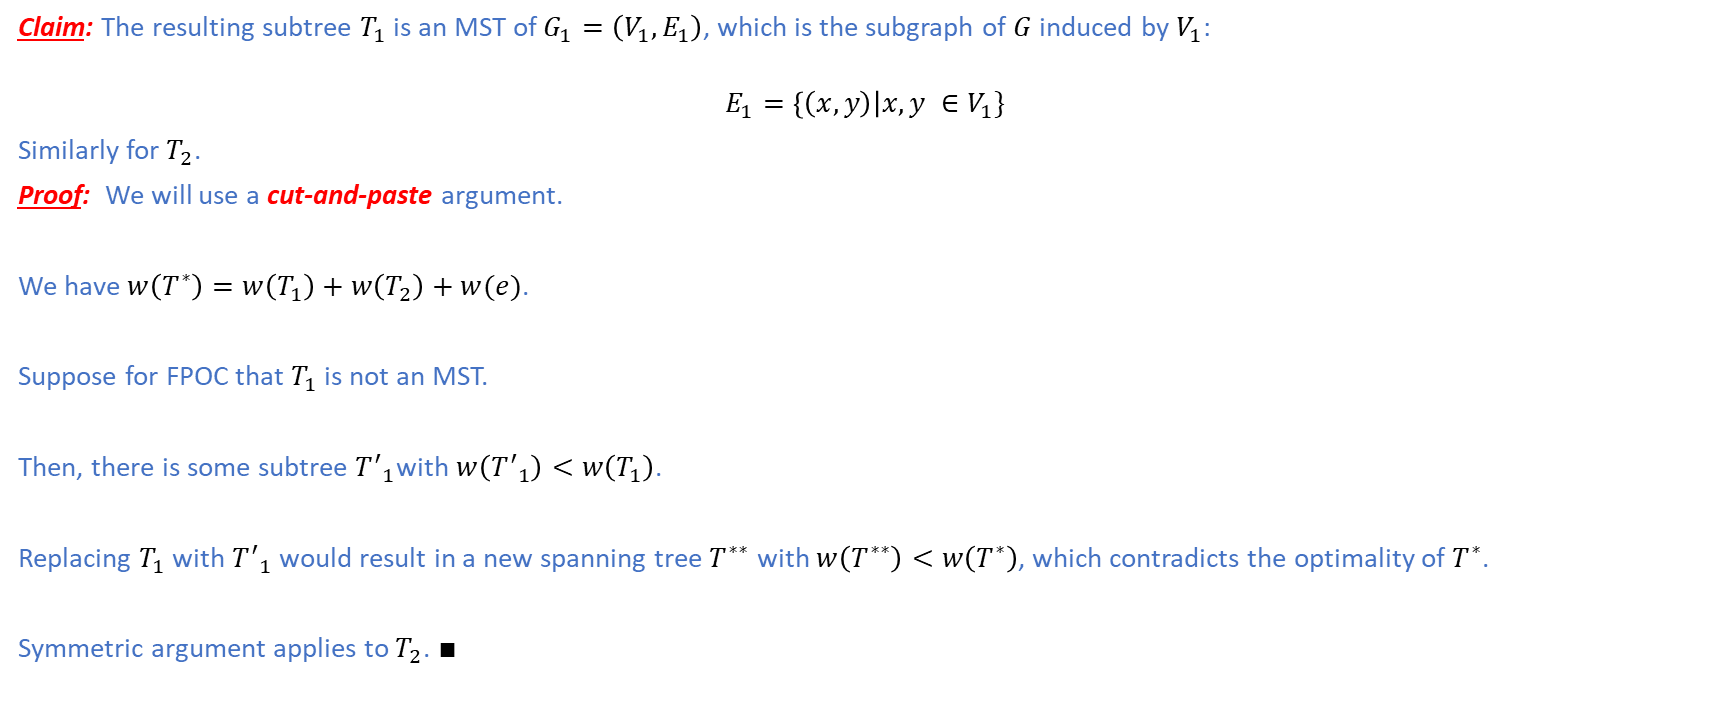 Claim: The resulting subtree T₁ is an MST of G₁ = (V₁, E₁), which is the subgraph of G induced by V₁:
E₁ = {(x, y)|x, y ∈ V₁}
Similarly for T₂.
Proof: We will use a cut-and-paste argument.
We have w(T*) = w(T₁) + w(T₂) + w(e).
Suppose for FPOC that T₁ is not an MST.
Then, there is some subtree T′₁ with w(T′₁) < w(T₁).
Replacing T₁ with T′₁ would result in a new spanning tree T** with w(T**) < w(T*), which contradicts the optimality of T*.
Symmetric argument applies to T₂. ■